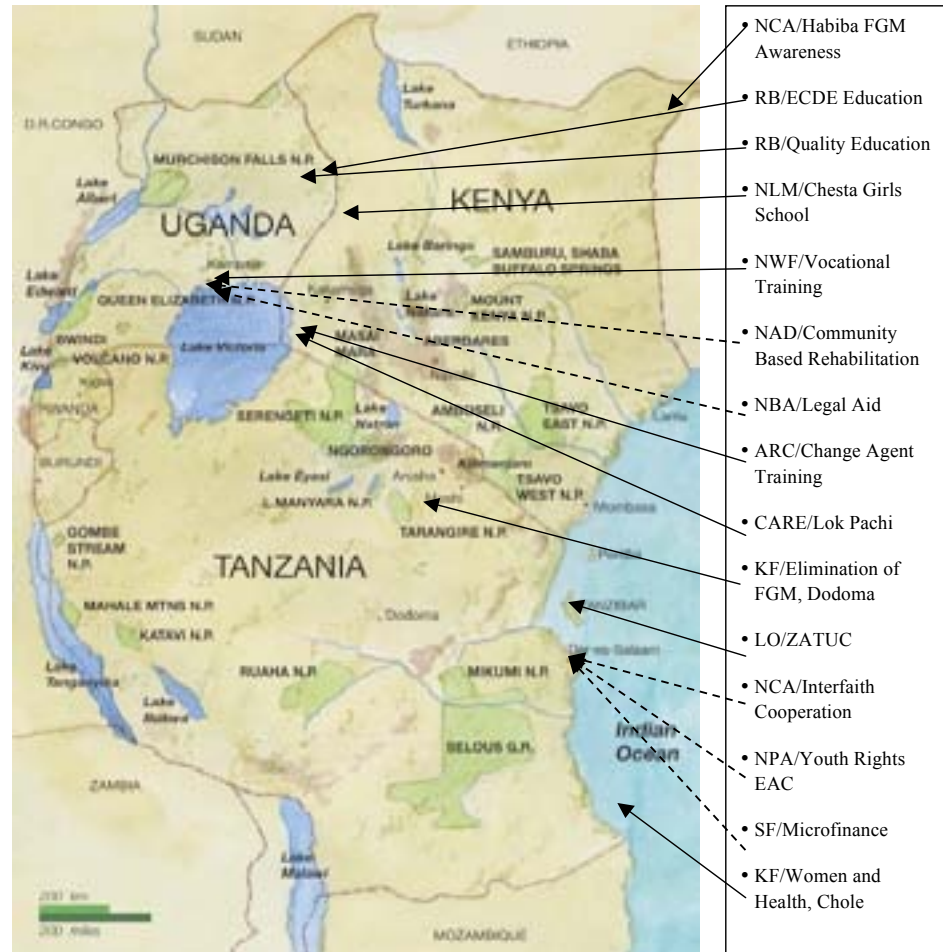 SUDAN
ETHIOPIA
Lake
Turkana
D.R.CONGO
MURCHISON FALLS N.P.
Lake
Albert
UGANDA
KENYA
Lake Baringo
SAMBURU, SHABA
BUFFALO SPRINGS
Kampala
Lake
Edward
QUEEN ELIZABETH
Lake
MOUNT
KENYA N.P.
BWINDI
MASAI
MARA
ABERDARES
VOLCANO N.P.
Lake Victoria
Lake
Kivu
RWANDA
SERENGETI N.P.
Lake
Natron
AMBOSELI
N.P.
TSAVO
EAST N.P.
Lamu
NGORONGORO
BURUNDI
Kilimanjaro
Lake Eyasi
Arusha
Moshi
TSAVO
WEST N.P.
L.MANYARA N.P.
Mombasa
TARANGIRE N.P.
GOMBE
STREAM
N.P.
TANZANIA
MAHALE MTNS N.P.
Dodoma
ZANZIBAR
KATAVI N.P.
Dar es Salaam
RUAHA N.P.
MIKUMI N.P.
Lake
Tanganyika
Lake
Rukwa
Indian
Ocean
SELOUS G.R.
ZAMBIA
Lake
Malawi
200 km
200 miles
MOZAMBIQUE
• NCA/Habiba FGM
Awareness
• RB/ECDE Education
• RB/Quality Education
• NLM/Chesta Girls
School
• NWF/Vocational
Training
• NAD/Community
Based Rehabilitation
• NBA/Legal Aid
• ARC/Change Agent
Training
• CARE/Lok Pachi
• KF/Elimination of
FGM, Dodoma
• LO/ZATUC
• NCA/Interfaith
Cooperation
• NPA/Youth Rights
EAC
• SF/Microfinance
• KF/Women and
Health, Chole